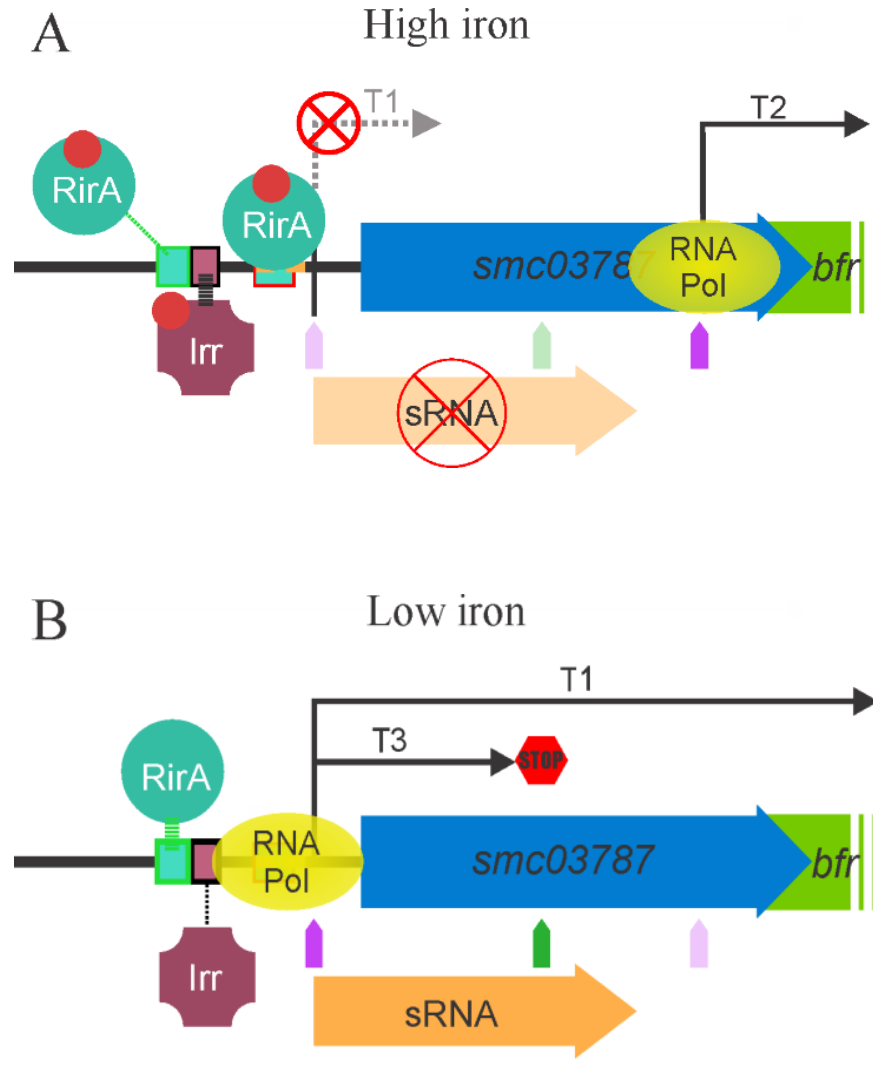 A
High iron
T1
T2
RirA
RirA
smc03787
RNA
Pol
bfr
Irr
sRNA
B
Low iron
T1
T3
STOP
RirA
RNA
Pol
smc03787
bfr
Irr
sRNA